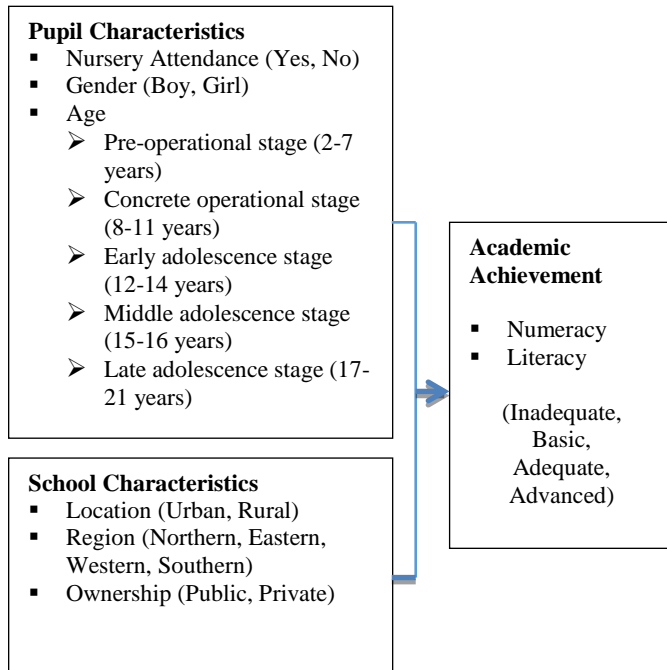 Pupil Characteristics
▪ Nursery Attendance (Yes, No)
▪ Gender (Boy, Girl)
▪ Age
➢ Pre-operational stage (2-7
years)
➢ Concrete operational stage
(8-11 years)
➢ Early adolescence stage
(12-14 years)
➢ Middle adolescence stage
(15-16 years)
➢ Late adolescence stage (17-
21 years)
School Characteristics
▪ Location (Urban, Rural)
▪ Region (Northern, Eastern,
Western, Southern)
▪ Ownership (Public, Private)
Academic
Achievement
▪ Numeracy
▪ Literacy
(Inadequate,
Basic,
Adequate,
Advanced)